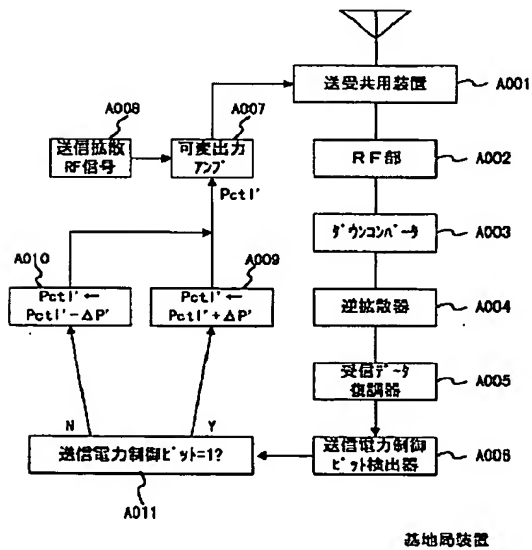 送受共用装置
A001
A008
A007
送信拡散
RF信号
可変出力
アンプ
RF部
A002
Pctl'
ダウンコンバータ
A003
A010
A009
Pctl'←
Pctl'-ΔP'
Pctl'←
Pctl'+ΔP'
逆拡散器
A004
受信データ
復調器
A005
N
Y
送信電力制御ビット=1?
送信電力制御
ビット検出器
A006
A011
基地局装置